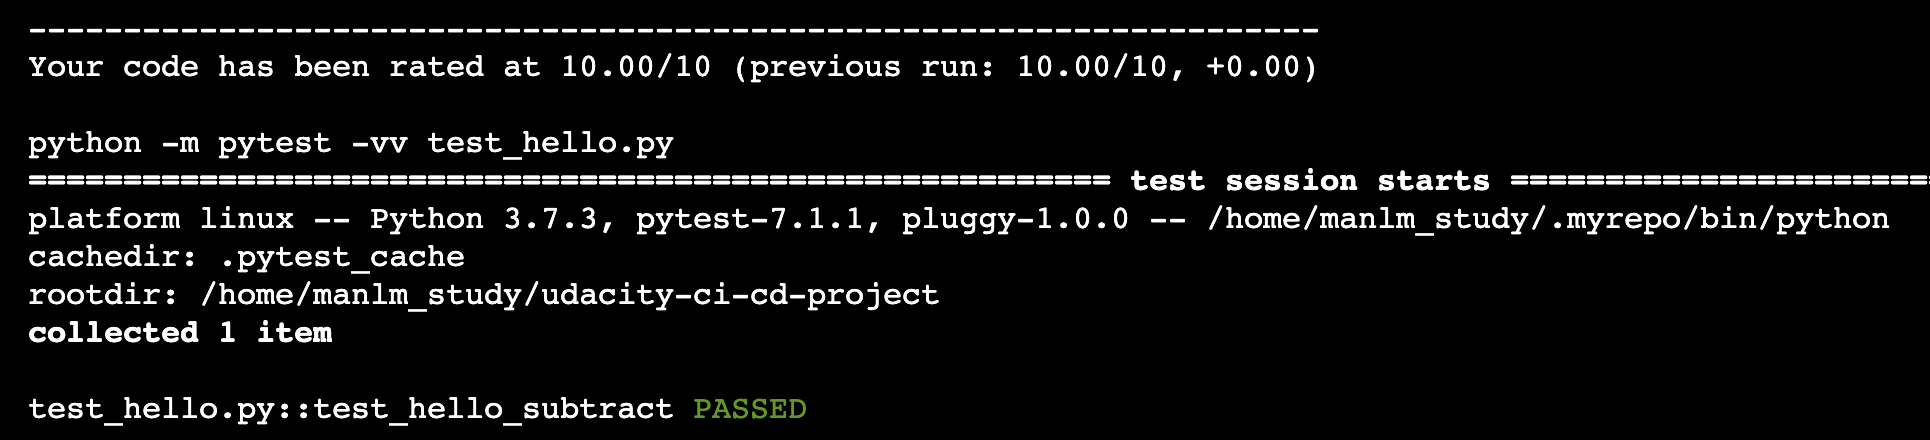 --------------------------------------------------------------------
Your code has been rated at 10.00/10 (previous run: 10.00/10, +0.00)
python -m pytest -vv test_hello.py
========================================================= test session starts ======================
platform linux -- Python 3.7.3, pytest-7.1.1, pluggy-1.0.0 -- /home/manlm_study/.myrepo/bin/python
cachedir: .pytest_cache
rootdir: /home/manlm_study/udacity-ci-cd-project
collected 1 item
test_hello.py::test_hello_subtract PASSED